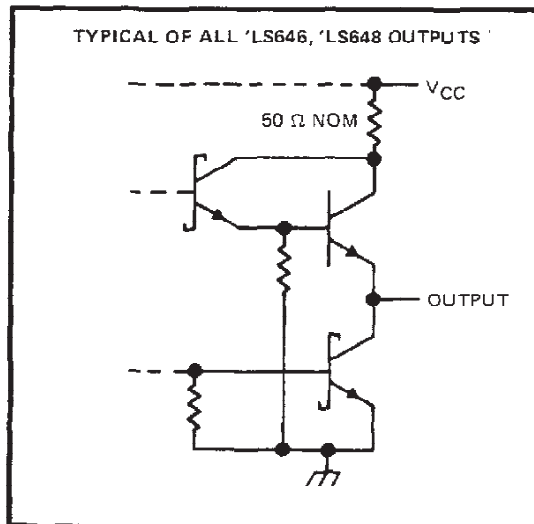 TYPICAL OF ALL 'LS646, 'LS648 OUTPUTS
VCC
50 Ω NOM
OUTPUT